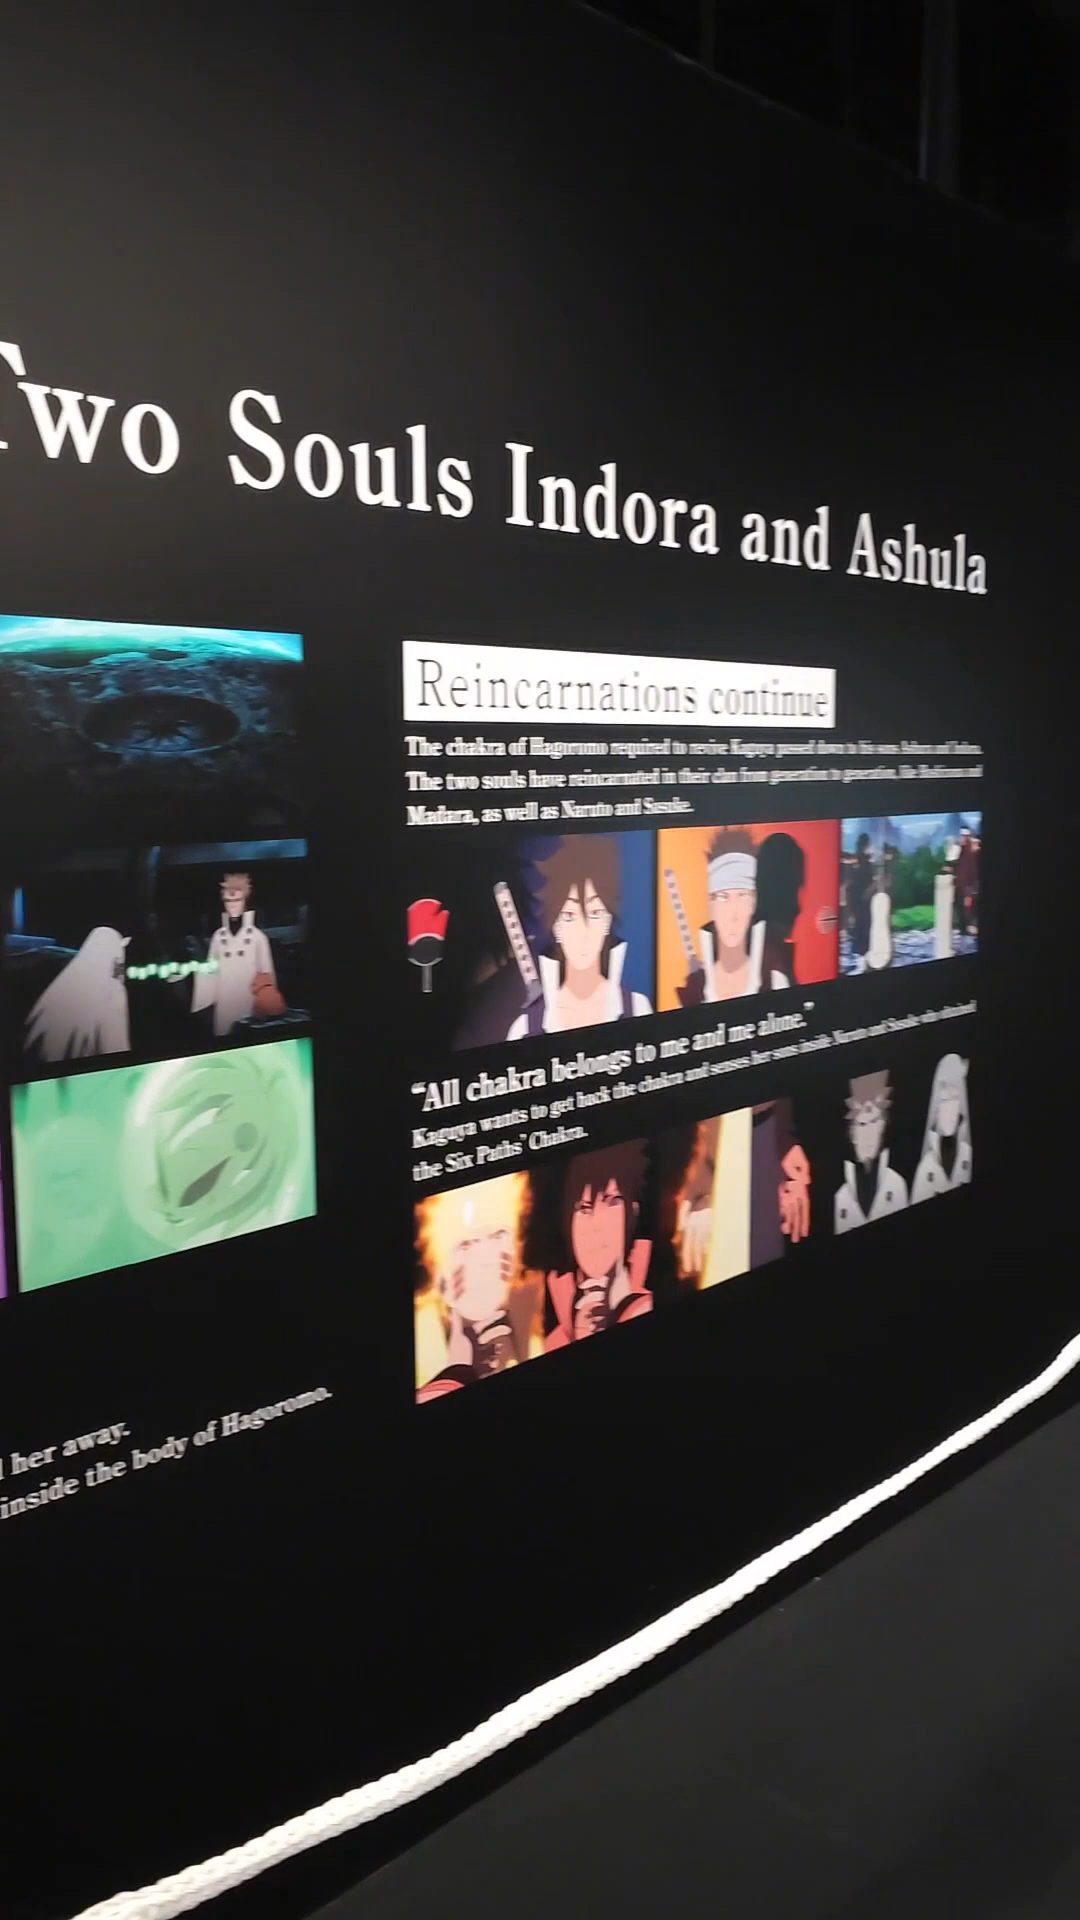 Two Souls Indora and Ashula
Reincarnations continue
The chakra of Hagoromo required to revive Kaguya passed down to his sons Ashura and Indora.
The two souls have reincarnated in their clan from generation to generation, like Hashirama and
Madara, as well as Naruto and Sasuke.
“All chakra belongs to me and me alone.”
Kaguya wants to get back the chakra and senses her sons inside Naruto and Sasuke who obtained
the Six Paths’ Chakra.
her away.
inside the body of Hagoromo.